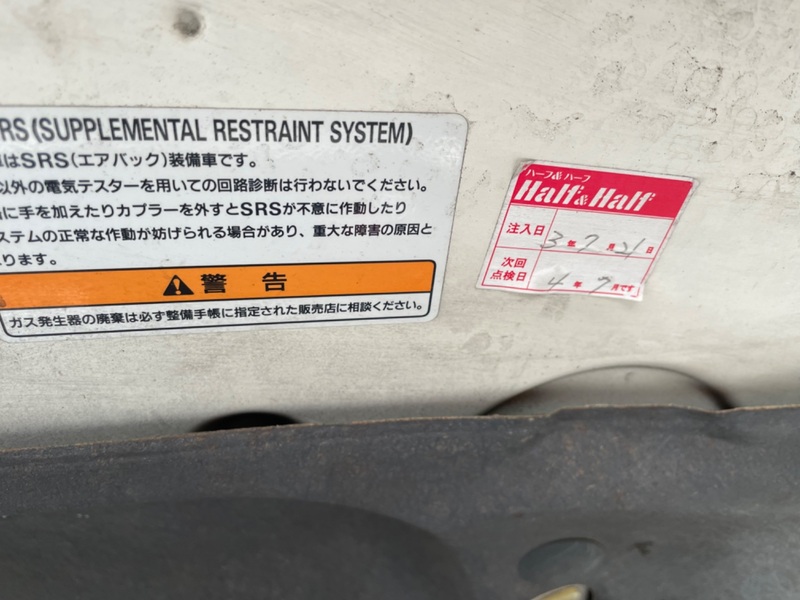 RS (SUPPLEMENTAL RESTRAINT SYSTEM)
はSRS(エアバック)装備車です。
以外の電気テスターを用いての回路診断は行わないでください。
に手を加えたりカプラーを外すとSRSが不意に作動したり
ステムの正常な作動が妨げられる場合があり、重大な障害の原因と
ります。
警告
ガス発生器の廃棄は必ず整備手帳に指定された販売店に相談ください。
ハーフ&ハーフ
Half&Half
注入日 3年7月21日
次回点検日 4年7月です